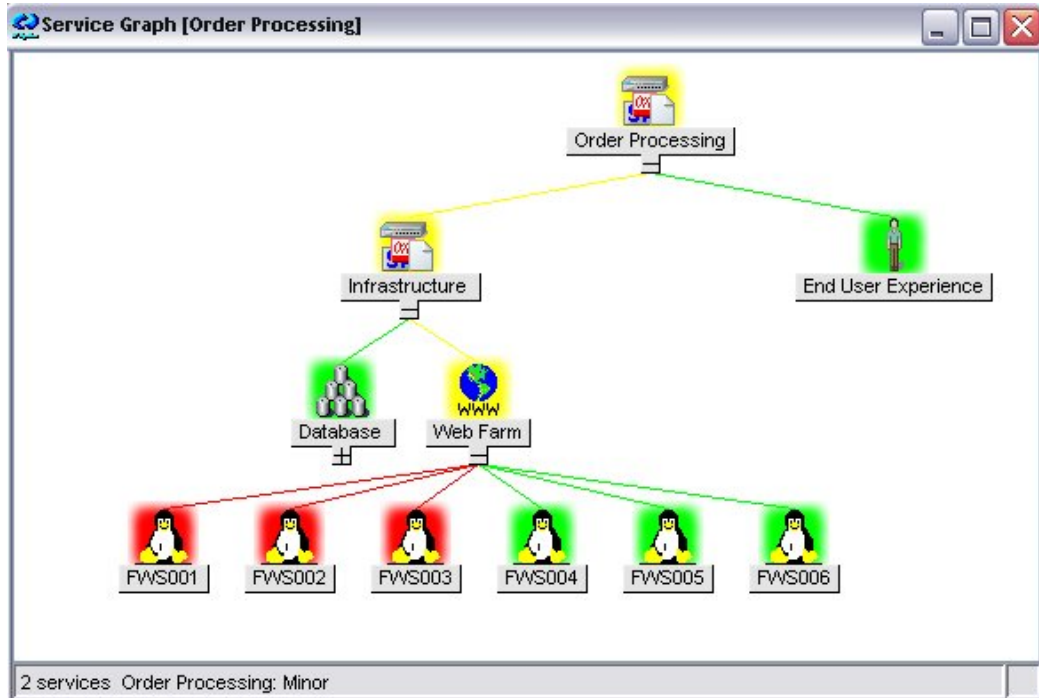 Service Graph [Order Processing]
Order Processing
Infrastructure
End User Experience
Database
WWW
Web Farm
FWS001
FWS002
FWS003
FWS004
FWS005
FWS006
2 services Order Processing: Minor